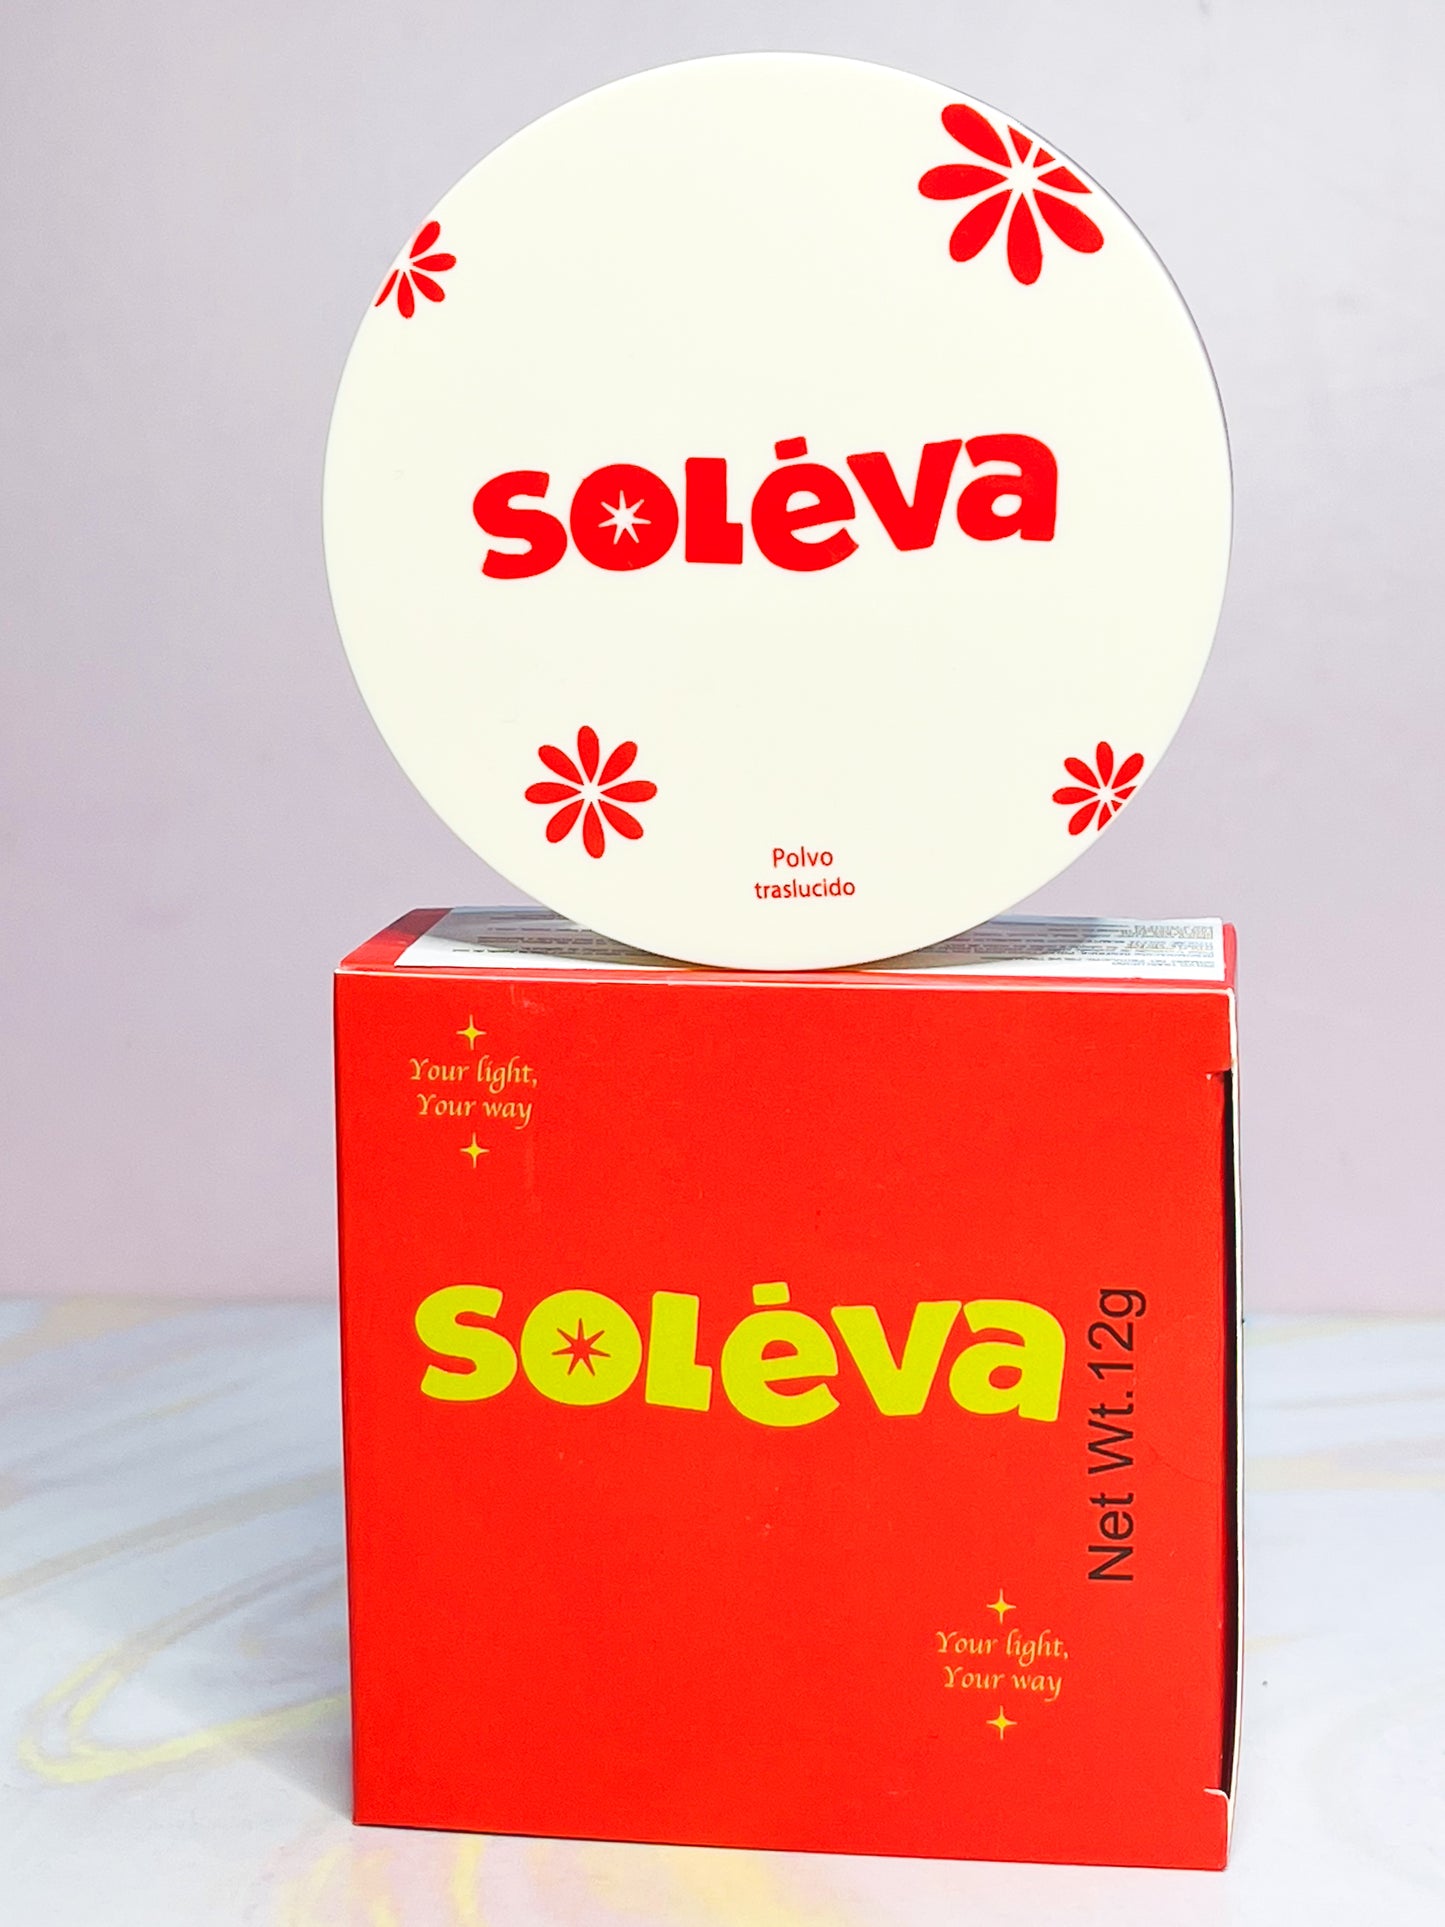 SOLéva
Polvo
traslucido
Your light,
Your way
SOLéva
Net Wt.12g
Your light,
Your way